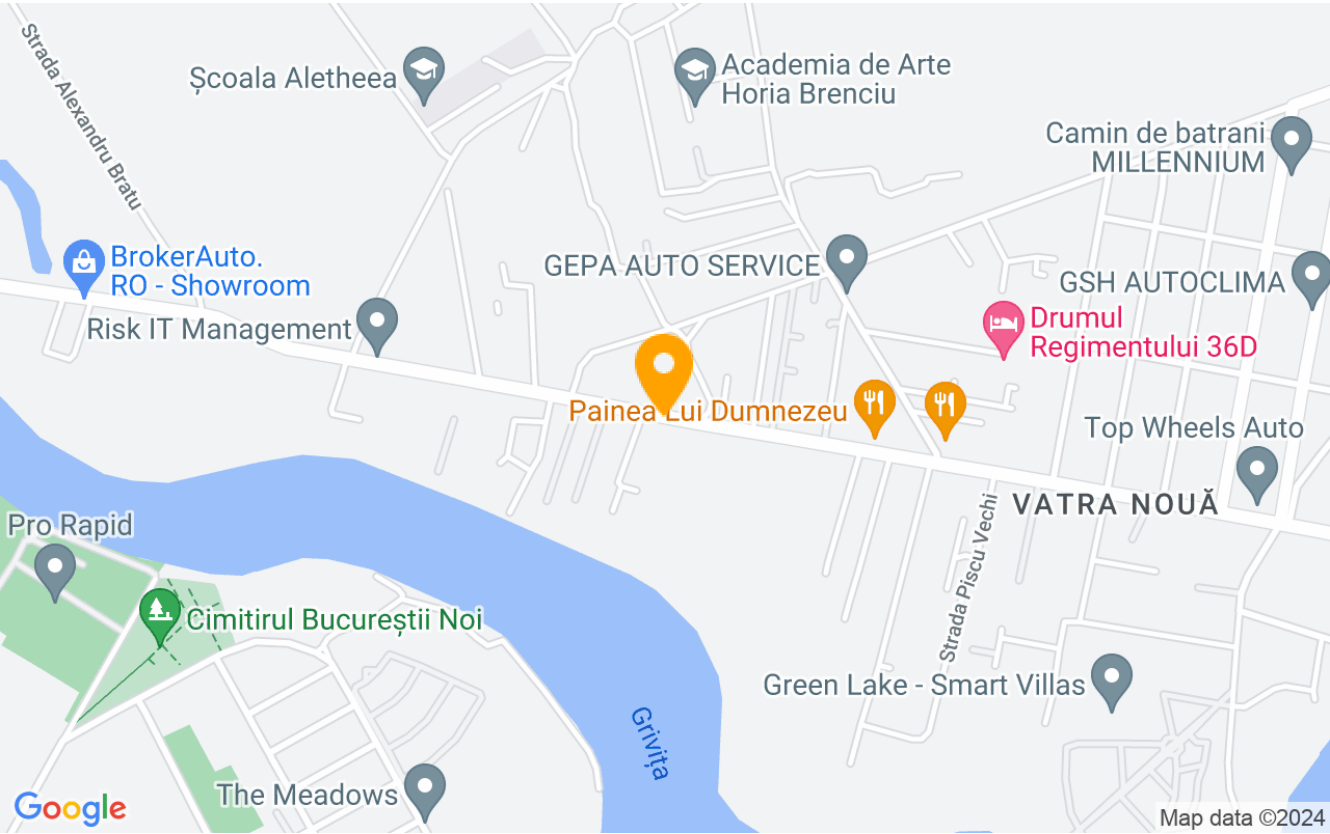 Strada Alexandru Bratu
Școala Aletheea
Academia de Arte
Horia Brenciu
Camin de batrani
MILLENNIUM
BrokerAuto.
RO - Showroom
GEPA AUTO SERVICE
GSH AUTOCLIMA
Risk IT Management
Drumul
Regimentului 36D
Painea Lui Dumnezeu
Top Wheels Auto
VATRA NOUĂ
Pro Rapid
Strada Piscu Vechi
Cimitirul Bucureștii Noi
Green Lake - Smart Villas
Grivița
The Meadows
Google
Map data ©2024